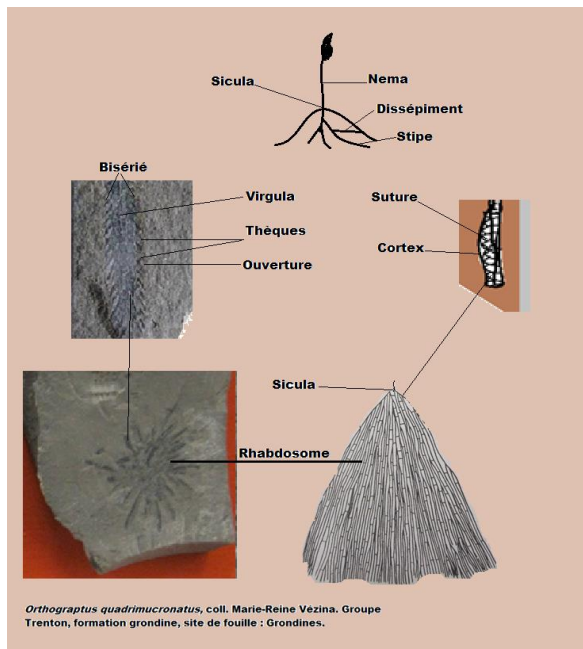 Sicula
Nema
Dissépiment
Stipe
Bisérié
Virgula
Thèques
Ouverture
Suture
Cortex
Sicula
Rhabdosome
Orthograptus quadrimucronatus, coll. Marie-Reine Vézina. Groupe
Trenton, formation grondine, site de fouille : Grondines.